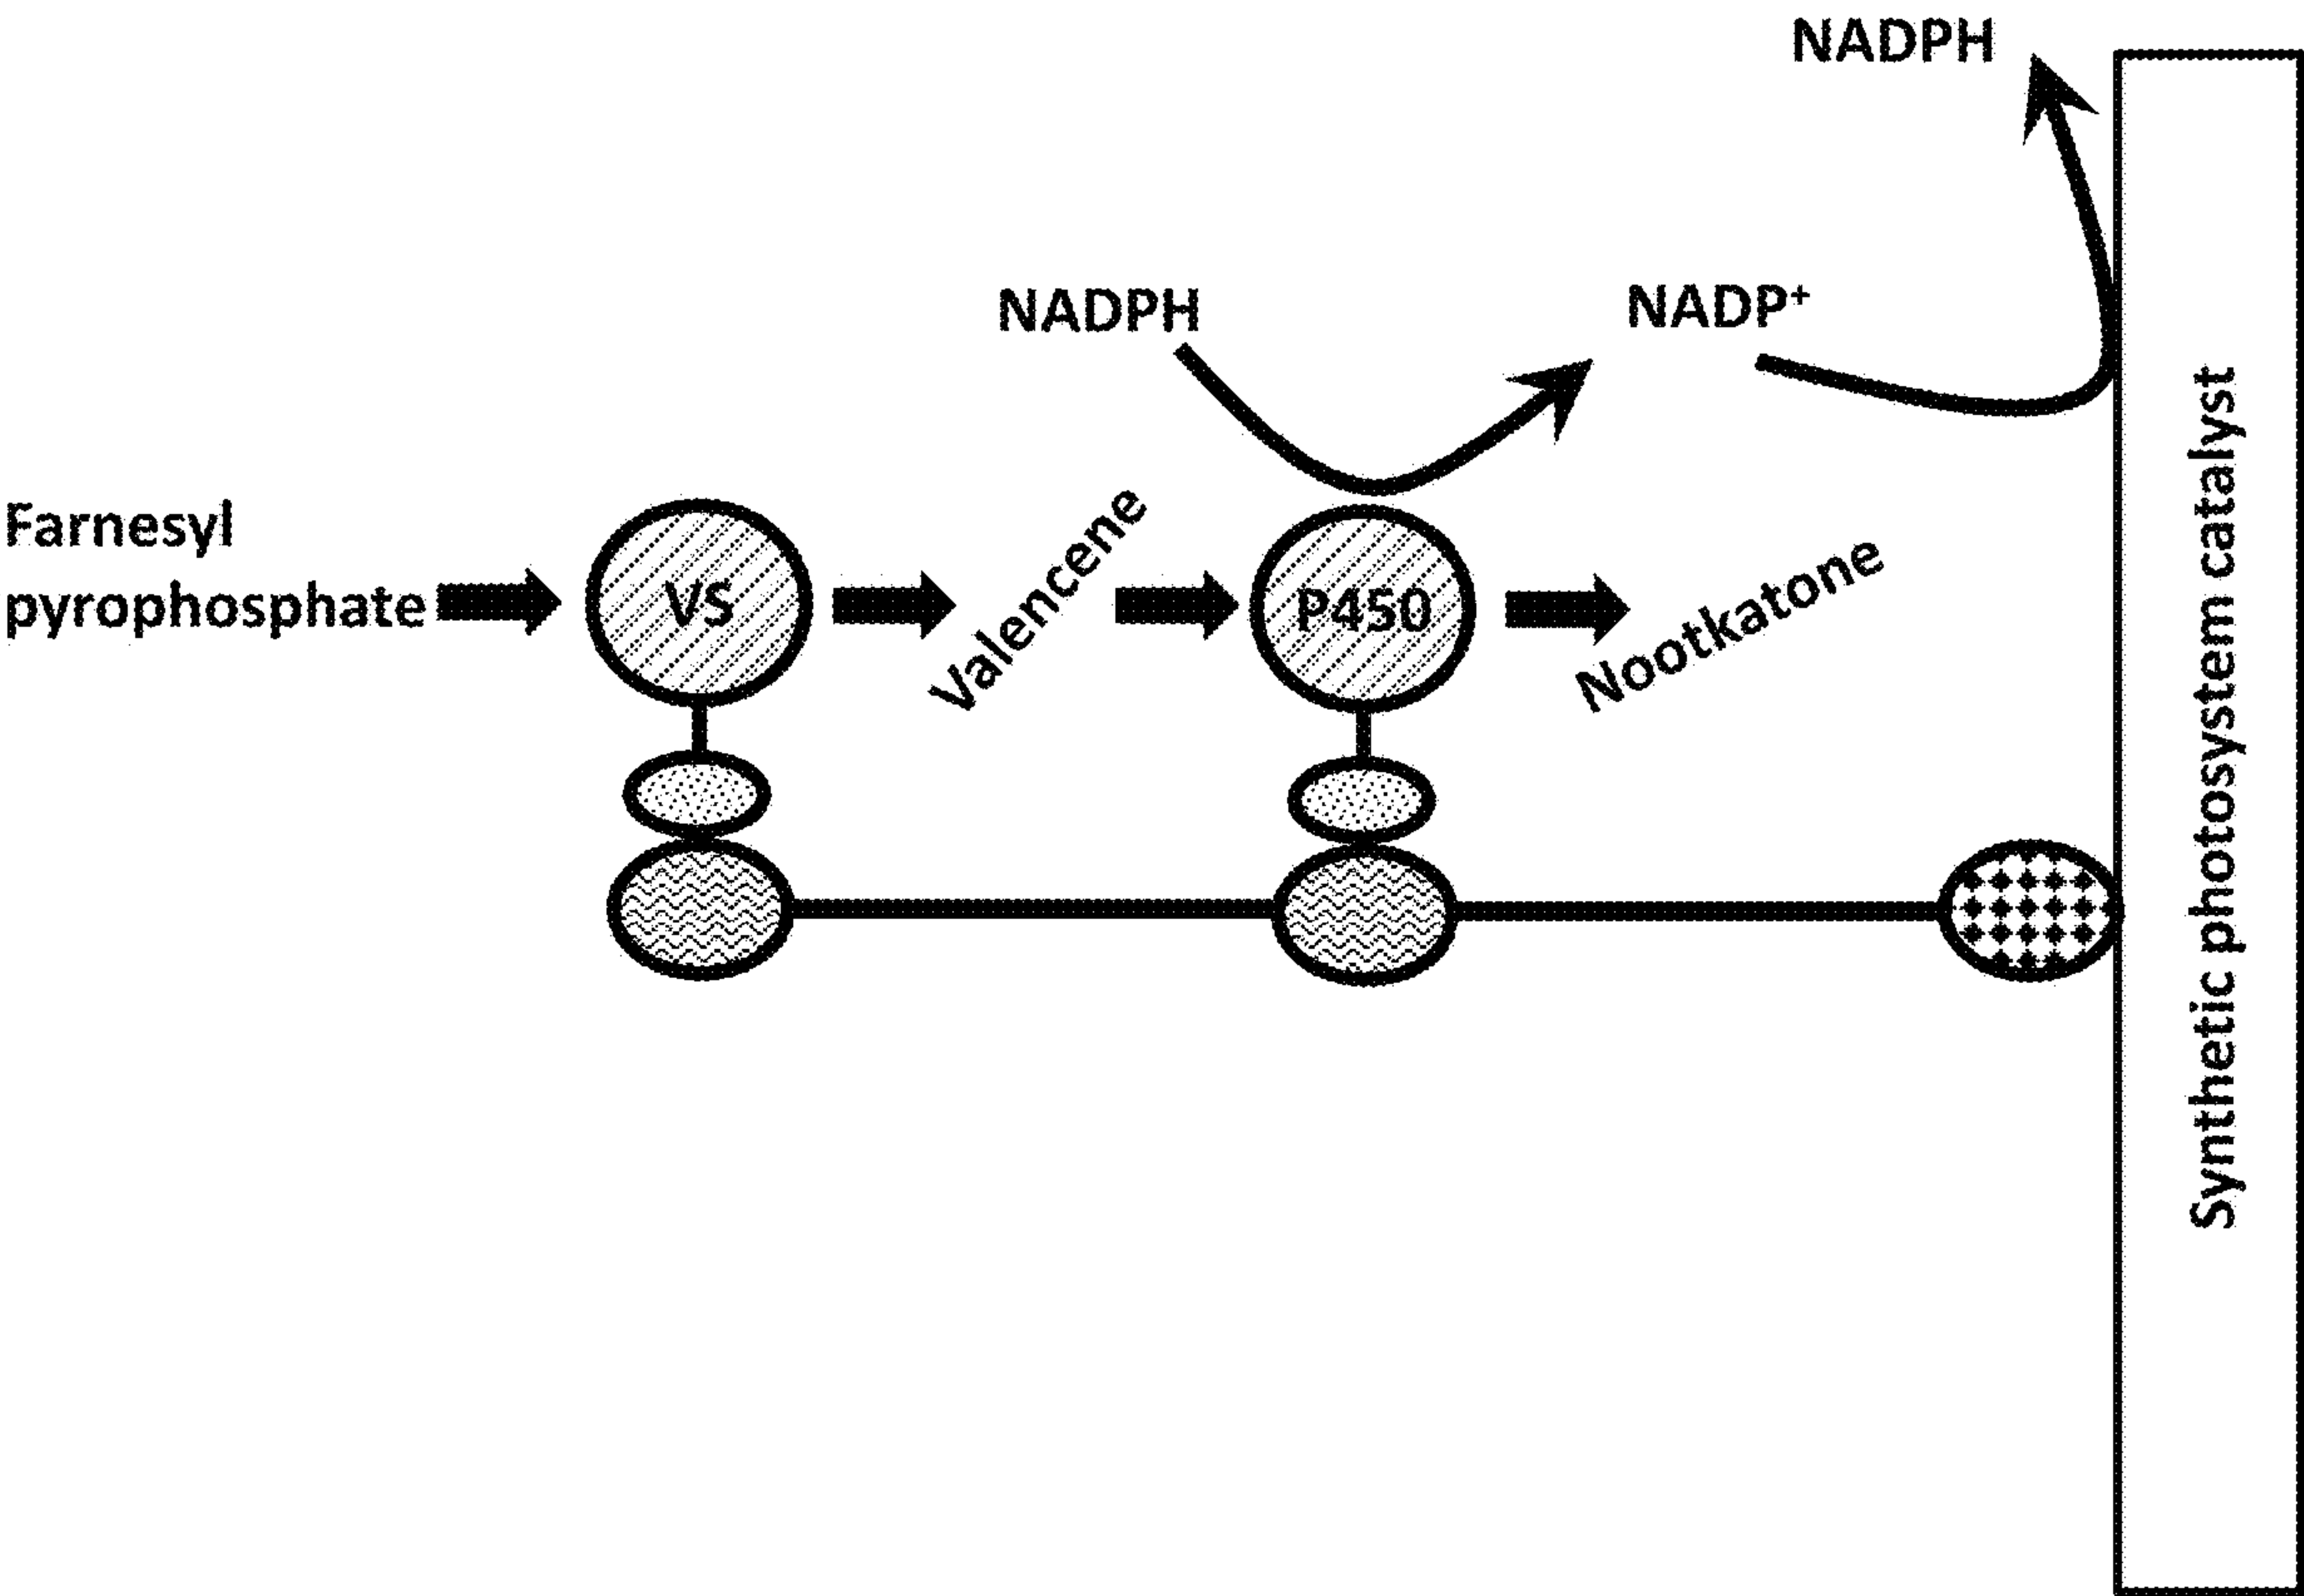 NADPH
NADPH
NADP⁺
Farnesyl
pyrophosphate
VS
Valencene
P450
Nootkatone
Synthetic photosystem catalyst